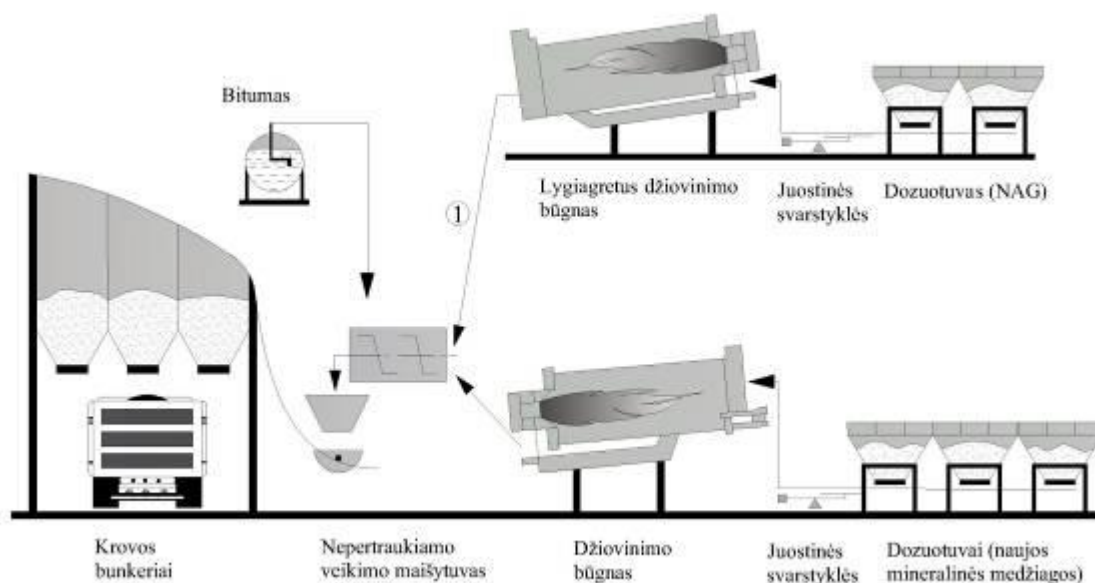 Bitumas
Lygiagretus džiovinimo
būgnas
Juostinės
svarstyklės
Dozuotuvas (NAG)
①
Krovos
bunkeriai
Nepertraukiamo
veikimo maišytuvas
Džiovinimo
būgnas
Juostinės
svarstyklės
Dozuotuvai (naujos
mineralinės medžiagos)